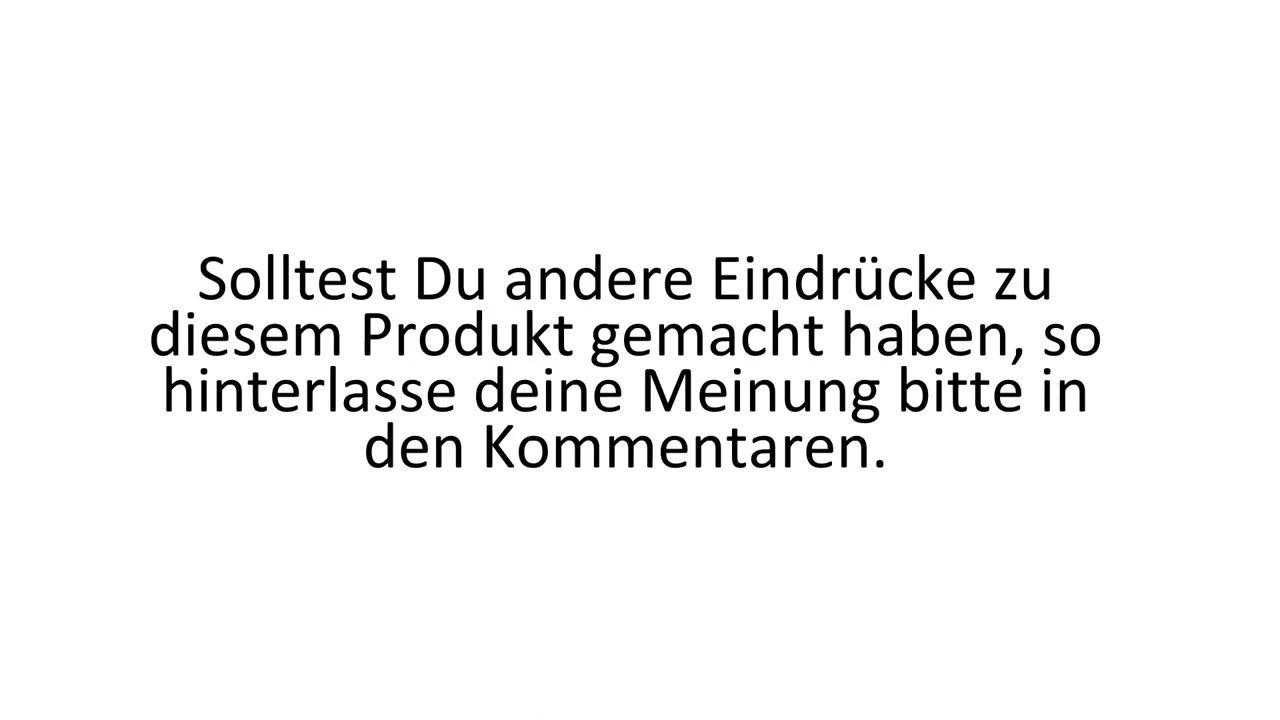 Solltest Du andere Eindrücke zu
diesem Produkt gemacht haben, so
hinterlasse deine Meinung bitte in
den Kommentaren.